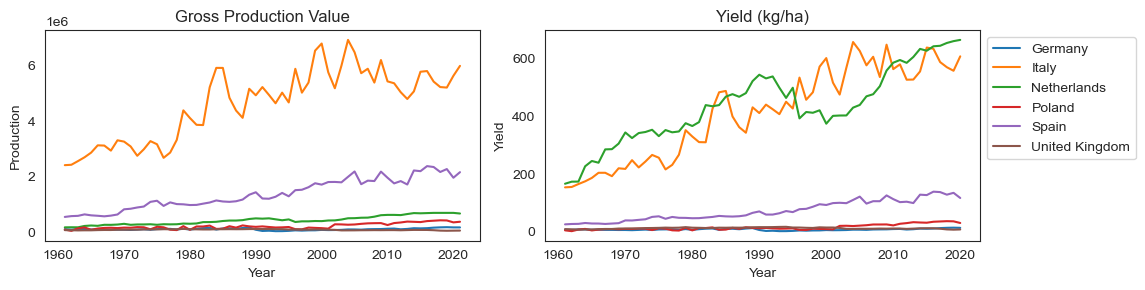 Gross Production Value
1e6
Production
6
4
2
0
1960 1970 1980 1990 2000 2010 2020
Year
Yield (kg/ha)
Yield
600
400
200
0
1960 1970 1980 1990 2000 2010 2020
Year
Germany
Italy
Netherlands
Poland
Spain
United Kingdom